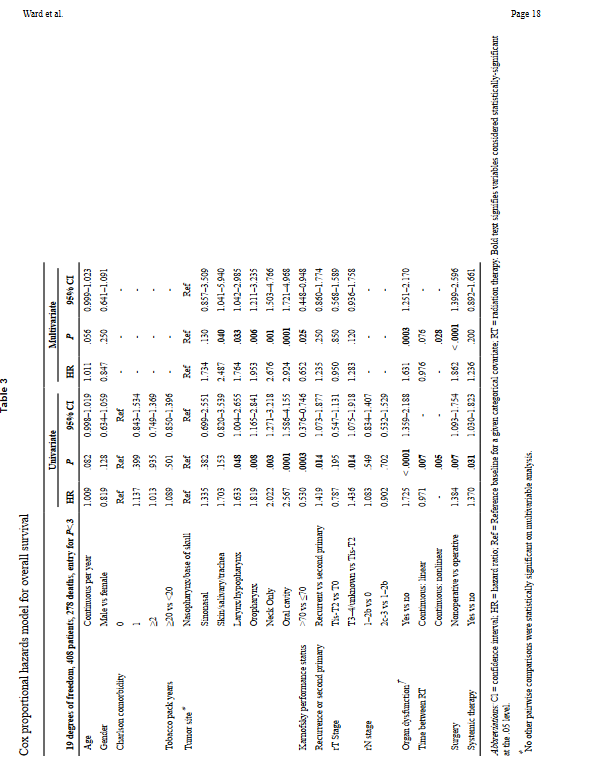 Ward et al. Page 18
Table 3
Cox proportional hazards model for overall survival
Univariate Multivariate
19 degrees of freedom, 408 patients, 278 deaths; entry for P<.3 HR P 95% CI HR P 95% CI
Age Continuous per year 1.009 .082 0.998–1.019 1.011 .056 0.999–1.023
Gender Male vs female 0.819 .128 0.634–1.059 0.847 .250 0.641–1.091
Charlson comorbidity 0 Ref Ref Ref - - -
1 1.137 .399 0.843–1.534 - - -
≥2 1.013 .935 0.749–1.369 - - -
Tobacco pack years ≥20 vs <20 1.089 .501 0.850–1.396 - - -
Tumor site* Nasopharynx/base of skull Ref Ref Ref
Sinonasal 1.335 .382 0.699–2.551 1.734 .130 0.857–3.509
Skin/salivary/trachea 1.703 .153 0.820–3.539 2.487 .040 1.041–5.940
Larynx/hypopharynx 1.633 .048 1.004–2.655 1.764 .033 1.042–2.985
Oropharynx 1.819 .008 1.165–2.841 1.953 .006 1.211–3.235
Neck Only 2.022 .003 1.271–3.218 2.676 .001 1.503–4.766
Oral cavity 2.567 .0001 1.586–4.155 2.924 .0001 1.721–4.968
Karnofsky performance status >70 vs ≤70 0.530 .0003 0.376–0.746 0.652 .025 0.448–0.948
Recurrence or second primary Recurrent vs second primary 1.419 .014 1.073–1.877 1.235 .250 0.860–1.774
rT Stage Tis-T2 vs T0 0.787 .195 0.547–1.131 0.950 .850 0.568–1.589
T3–4/unknown vs Tis-T2 1.436 .014 1.075–1.918 1.283 .120 0.936–1.758
rN stage 1–2b vs 0 1.083 .549 0.834–1.407 - - -
2c-3 vs 1–2b 0.902 .702 0.532–1.529 - - -
Organ dysfunction† Yes vs no 1.725 <.0001 1.359–2.188 1.631 .0003 1.251–2.170
Time between RT Continuous: linear 0.971 .007 - 0.976 .076 -
Continuous: nonlinear - .005 - - .028 -
Surgery Nonoperative vs operative 1.384 .007 1.093–1.754 1.862 <.0001 1.399–2.596
Systemic therapy Yes vs no 1.370 .031 1.030–1.823 1.236 .200 0.892–1.661
Abbreviations: CI = confidence interval, HR = hazard ratio, Ref = Reference baseline for a given categorical covariate, RT = radiation therapy. Bold text signifies variables considered statistically-significant
at the .05 level.
* No other pairwise comparisons were statistically significant on multivariable analysis.